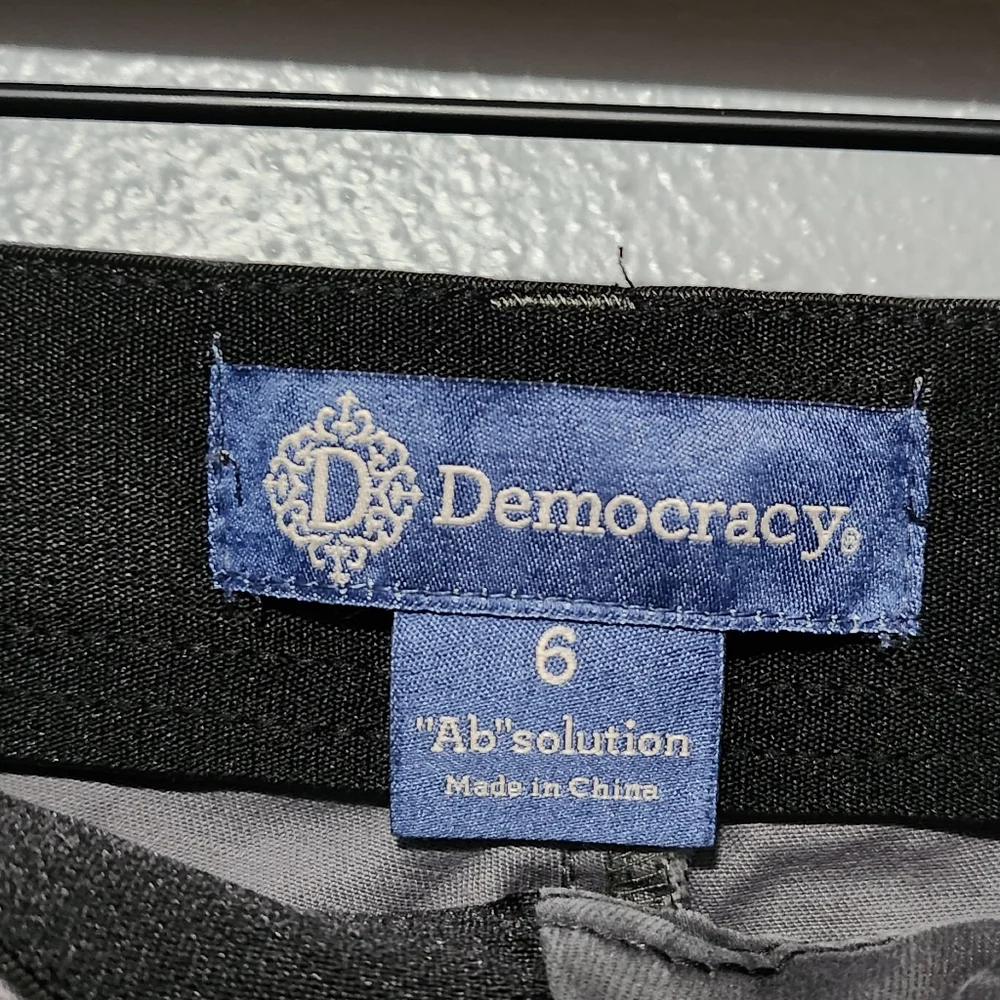 D Democracy®
6
"Ab"solution
Made in China